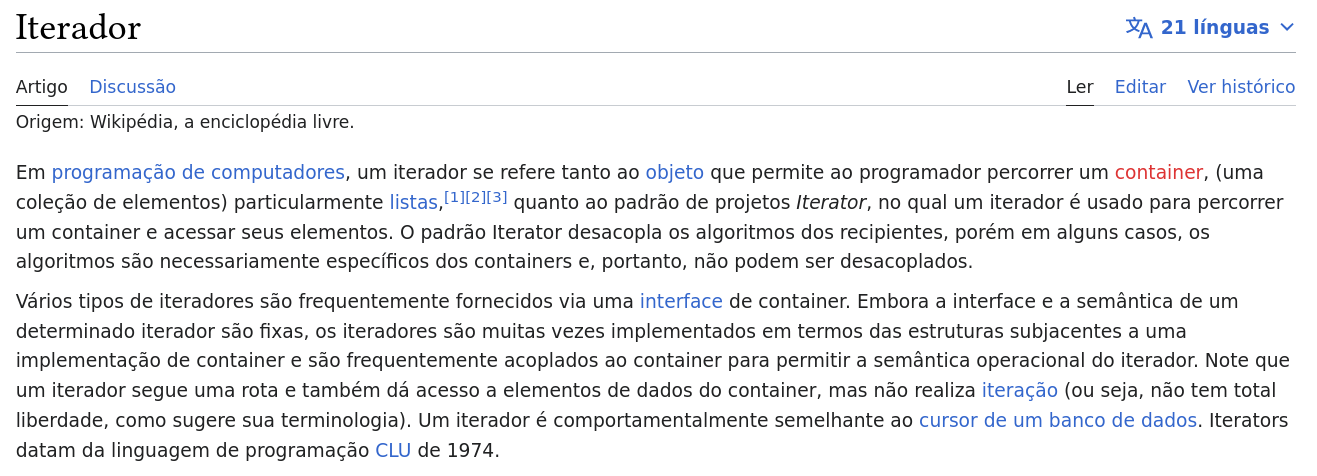 Iterador
21 línguas
Artigo Discussão Ler Editar Ver histórico
Origem: Wikipédia, a enciclopédia livre.
Em programação de computadores, um iterador se refere tanto ao objeto que permite ao programador percorrer um container, (uma
coleção de elementos) particularmente listas,[1][2][3] quanto ao padrão de projetos Iterator, no qual um iterador é usado para percorrer
um container e acessar seus elementos. O padrão Iterator desacopla os algoritmos dos recipientes, porém em alguns casos, os
algoritmos são necessariamente específicos dos containers e, portanto, não podem ser desacoplados.
Vários tipos de iteradores são frequentemente fornecidos via uma interface de container. Embora a interface e a semântica de um
determinado iterador são fixas, os iteradores são muitas vezes implementados em termos das estruturas subjacentes a uma
implementação de container e são frequentemente acoplados ao container para permitir a semântica operacional do iterador. Note que
um iterador segue uma rota e também dá acesso a elementos de dados do container, mas não realiza iteração (ou seja, não tem total
liberdade, como sugere sua terminologia). Um iterador é comportamentalmente semelhante ao cursor de um banco de dados. Iterators
datam da linguagem de programação CLU de 1974.